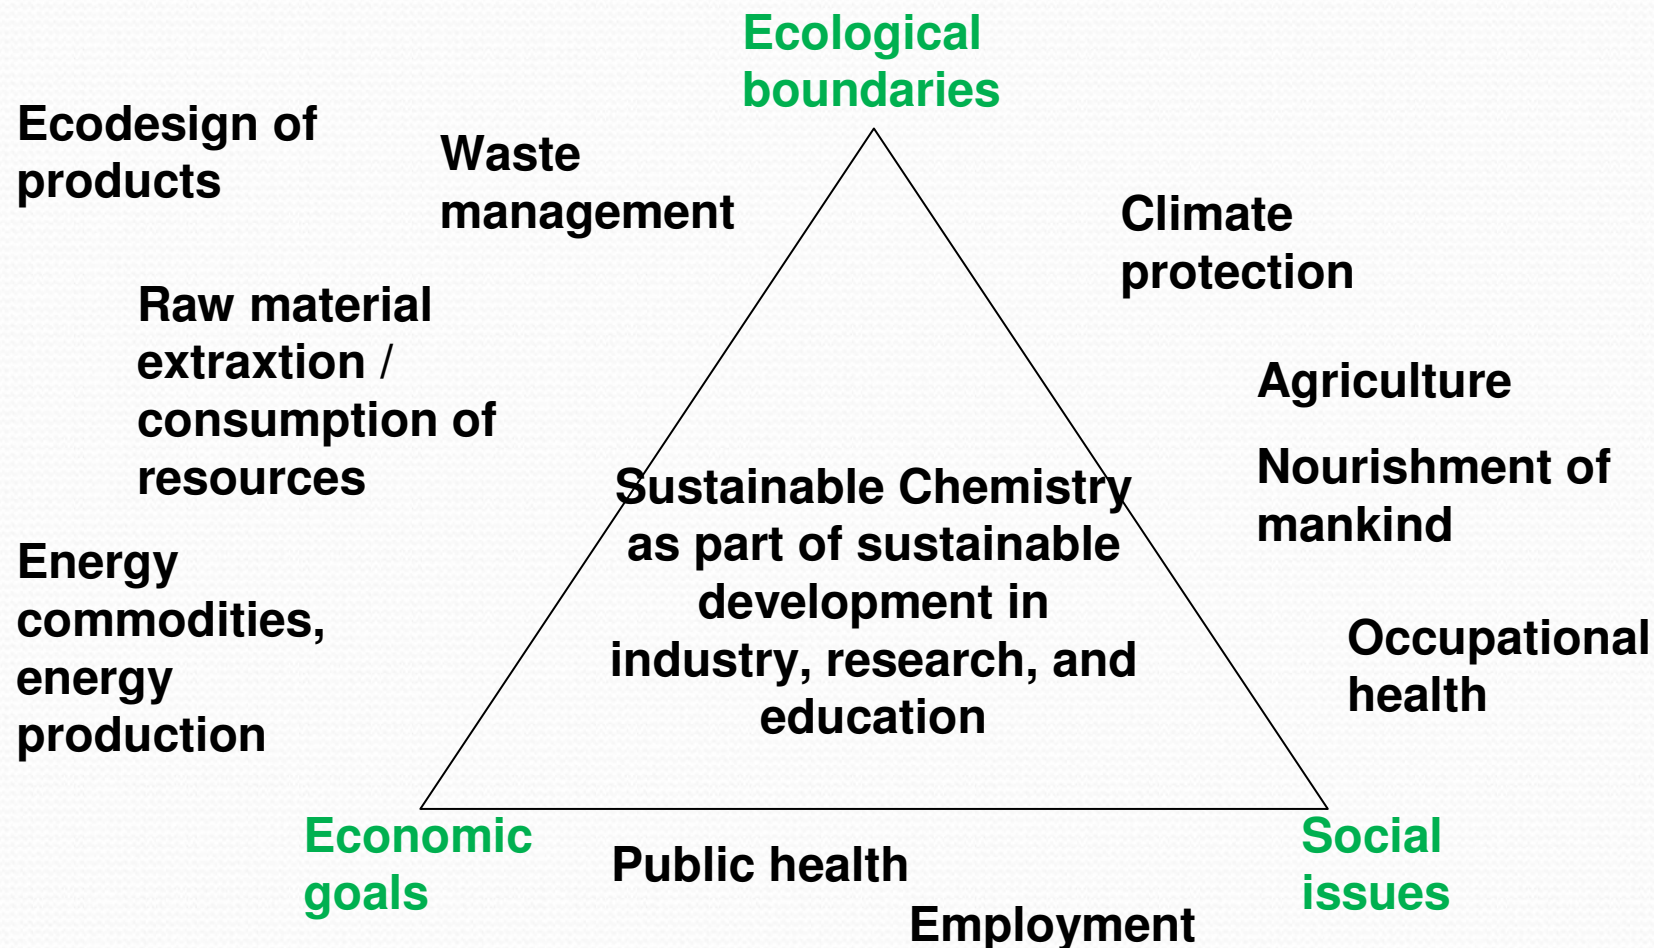 Ecological
boundaries
Ecodesign of
products
Waste
management
Climate
protection
Raw material
extraxtion /
consumption of
resources
Agriculture
Nourishment of
mankind
Sustainable Chemistry
as part of sustainable
development in
industry, research, and
education
Energy
commodities,
energy
production
Occupational
health
Economic
goals
Public health
Employment
Social
issues